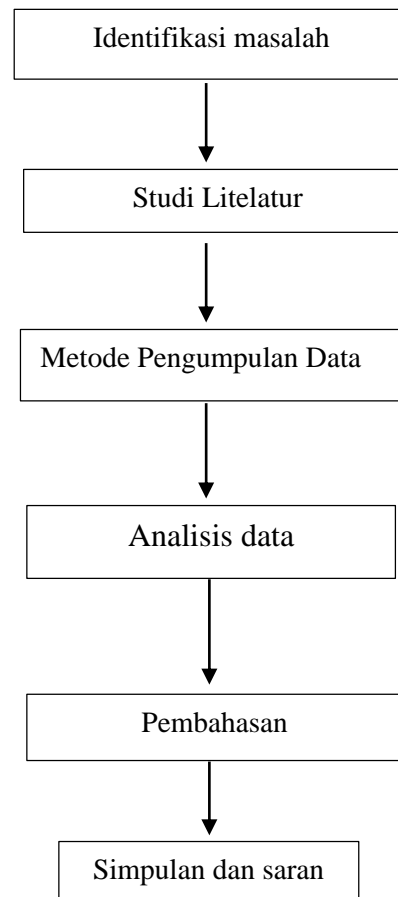 Identifikasi masalah
Studi Litelatur
Metode Pengumpulan Data
Analisis data
Pembahasan
Simpulan dan saran